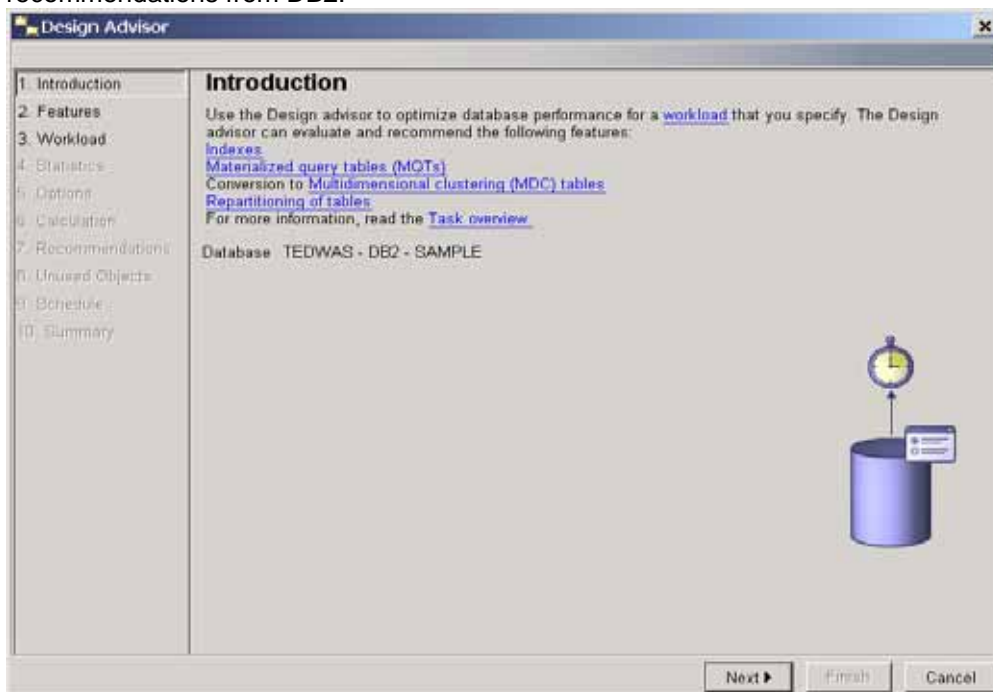 recommendations from DB2.
Design Advisor
1. Introduction
2. Features
3. Workload
4. Statistics
5. Options
6. Calculation
7. Recommendations
8. Unused Objects
9. Schedule
10. Summary
Introduction
Use the Design advisor to optimize database performance for a workload that you specify. The Design
advisor can evaluate and recommend the following features:
Indexes
Materialized query tables (MQTs)
Conversion to Multidimensional clustering (MDC) tables
Repartitioning of tables
For more information, read the Task overview.
Database TEDWAS - DB2 - SAMPLE
Next
Finish
Cancel